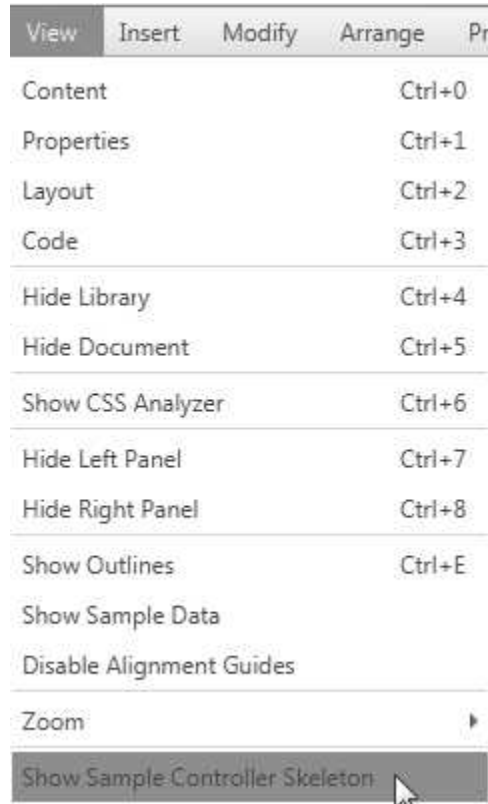 View Insert Modify Arrange Pr
Content Ctrl+0
Properties Ctrl+1
Layout Ctrl+2
Code Ctrl+3
Hide Library Ctrl+4
Hide Document Ctrl+5
Show CSS Analyzer Ctrl+6
Hide Left Panel Ctrl+7
Hide Right Panel Ctrl+8
Show Outlines Ctrl+E
Show Sample Data
Disable Alignment Guides
Zoom
Show Sample Controller Skeleton